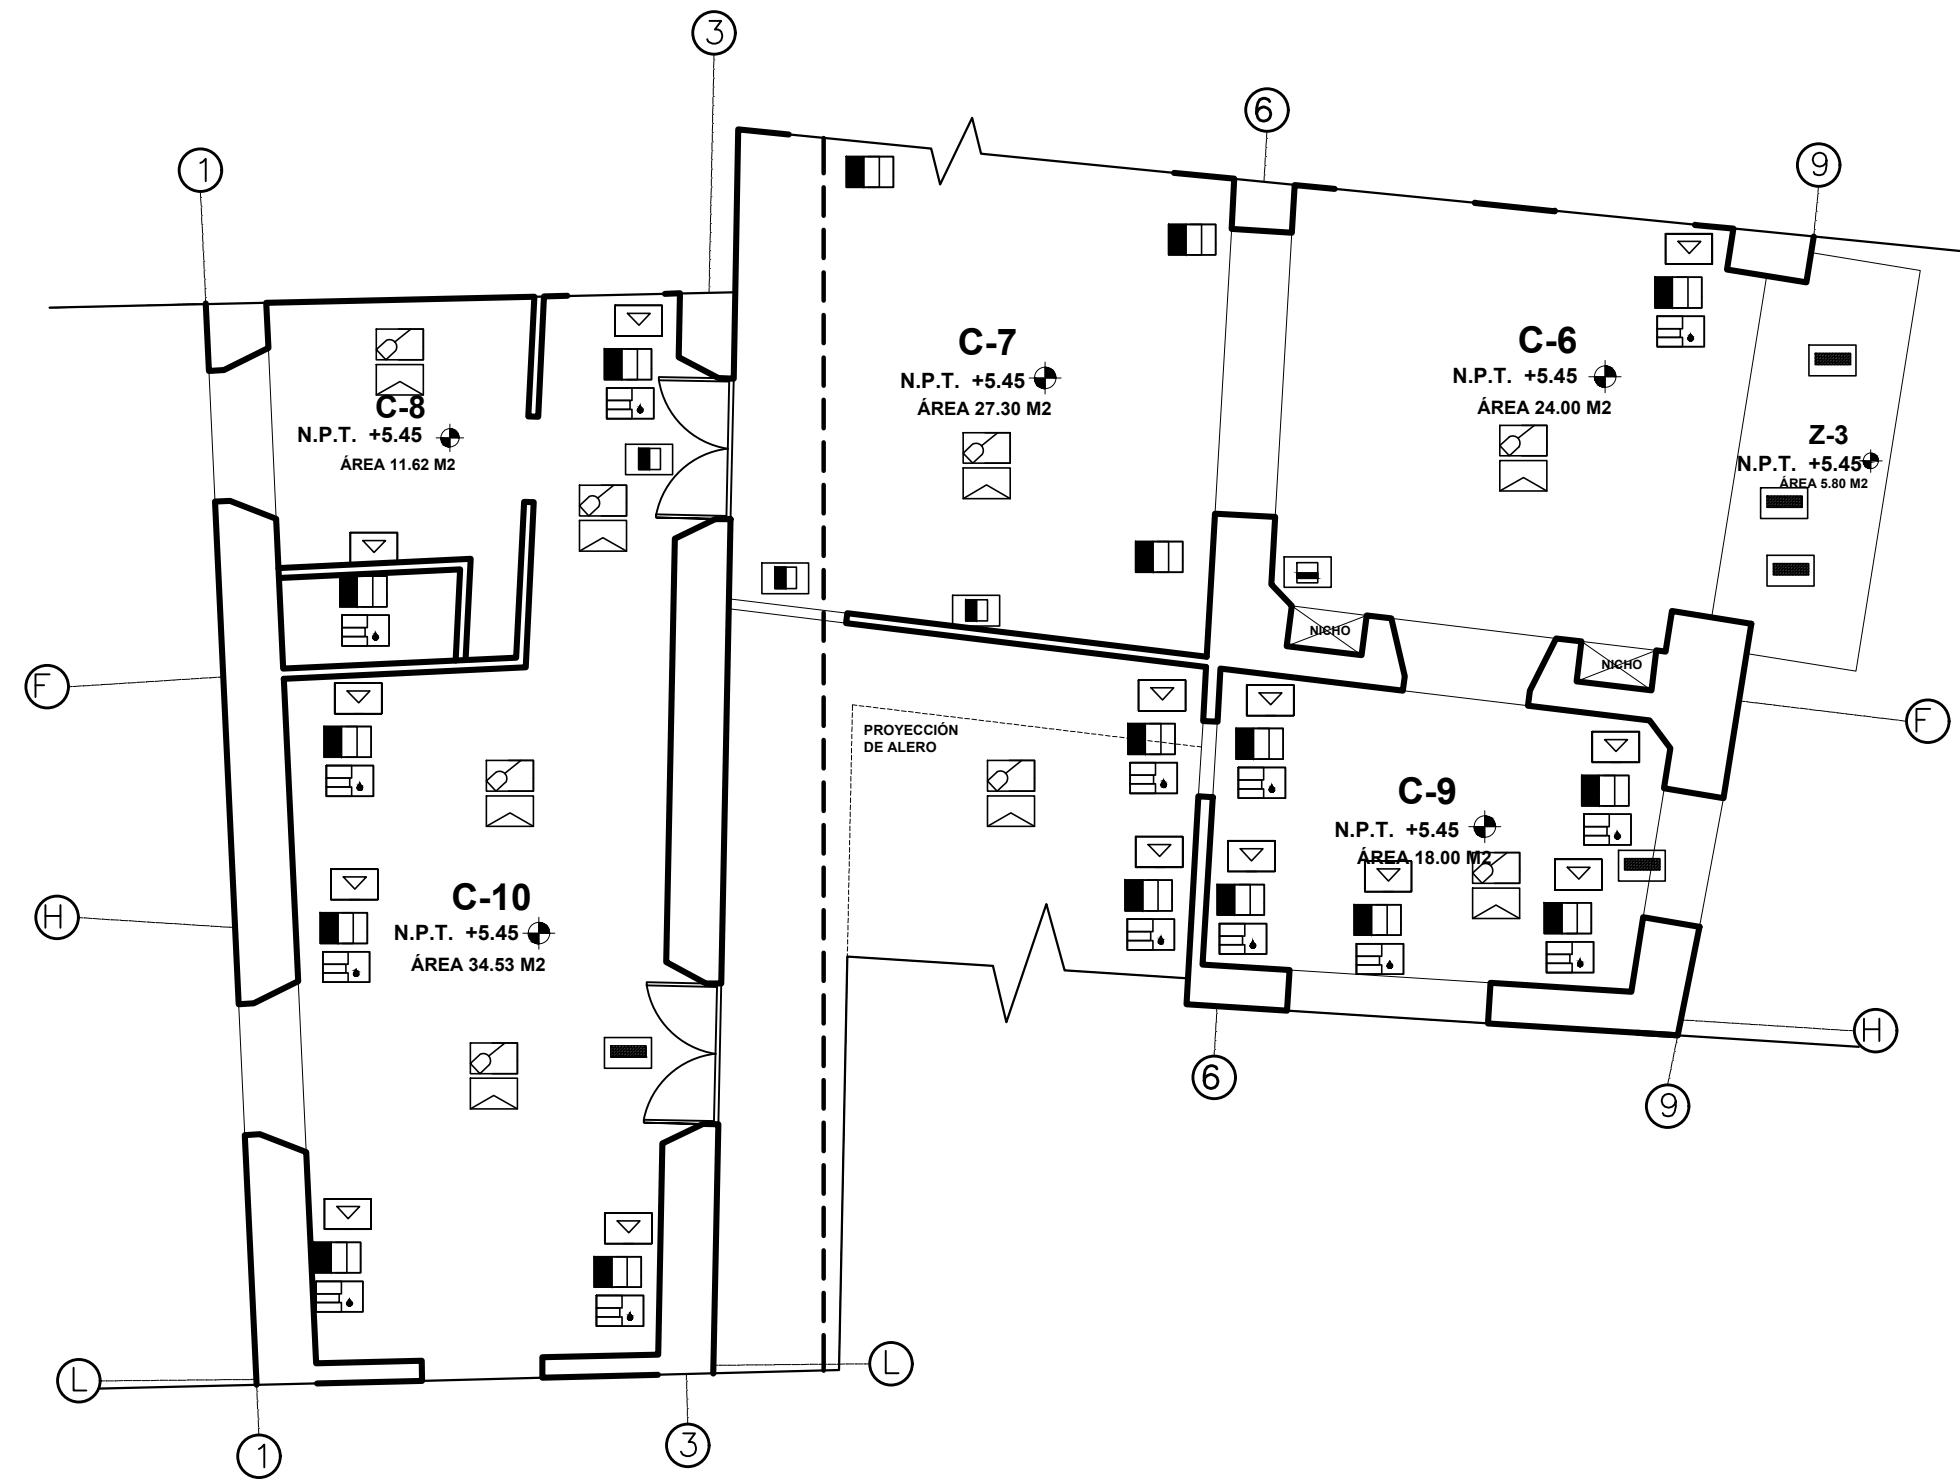 3
6
1
9
C-7
N.P.T. +5.45
ÁREA 27.30 M2
C-6
N.P.T. +5.45
ÁREA 24.00 M2
C-8
N.P.T. +5.45
ÁREA 11.62 M2
Z-3
N.P.T. +5.45
ÁREA 5.80 M2
NICHO
NICHO
F
F
PROYECCIÓN
DE ALERO
C-9
N.P.T. +5.45
ÁREA 18.00 M2
C-10
N.P.T. +5.45
ÁREA 34.53 M2
H
H
6
9
L
L
1
3